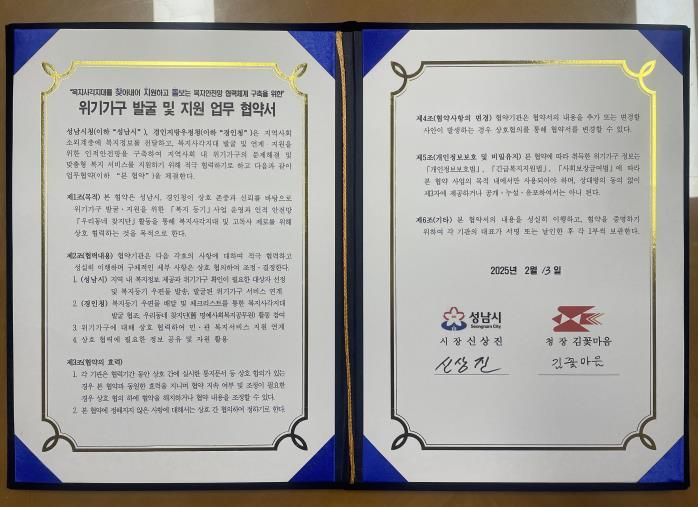 "복지사각지대를 찾아내어 지원하고 돌보는 복지안전망 협력체계 구축을 위한"
위기가구 발굴 및 지원 업무 협약서
성남시청(이하 "성남시"), 경인지방우정청(이하 "경인청")은 지역사회
소외계층에 복지정보를 전달하고, 복지사각지대 발굴 및 연계·지원을
위한 인적안전망을 구축하여 지역사회 내 위기가구의 문제해결 및
맞춤형 복지 서비스를 지원하기 위해 적극 협력하기로 하고 다음과 같이
업무협약(이하 "본 협약")을 체결한다.
제1조(목적) 본 협약은 성남시, 경인청이 상호 존중과 신뢰를 바탕으로
위기가구 발굴·지원을 위한 「복지 등기」사업 운영과 인적 안전망
「우리동네 찾지단」활동을 통해 복지사각지대 및 고독사 제로를 위해
상호 협력하는 것을 목적으로 한다.
제2조(협력내용) 협약기관은 다음 각호의 사항에 대하여 적극 협력하고
성실히 이행하며 구체적인 세부 사항은 상호 협의하여 조정·결정한다.
1. (성남시) 지역 내 복지정보 제공과 위기가구 확인이 필요한 대상자 선정
및 복지등기 우편물 발송, 발굴된 위기가구 서비스 연계
2. (경인청) 복지등기 우편물 배달 및 체크리스트를 통한 복지사각지대
발굴 협조, 우리동네 찾지단(舊 명예사회복지공무원) 활동 참여
3. 위기가구에 대해 상호 협력하여 민·관 복지서비스 지원 연계
4. 상호 협력에 필요한 정보 공유 및 자원 활용
제3조(협약의 효력)
1. 각 기관은 협력기간 동안 상호 간에 실시한 통지문서 등 상호 합의가 있는
경우 본 협약과 동일한 효력을 지니며 협약 지속 여부 및 조정이 필요한
경우 상호 협의 하에 협약을 해지하거나 협약 내용을 조정할 수 있다.
2. 본 협약에 정해지지 않은 사항에 대해서는 상호 간 협의하여 정하기로 한다.
제4조(협약사항의 변경) 협약기관은 협약서의 내용을 추가 또는 변경할
사안이 발생하는 경우 상호협의를 통해 협약서를 변경할 수 있다.
제5조(개인정보보호 및 비밀유지) 본 협약에 따라 취득한 위기가구 정보는
「개인정보보호법」, 「긴급복지지원법」, 「사회보장급여법」에 따라
본 협약 사업의 목적 내에서만 사용되어야 하며, 상대방의 동의 없이
제3자에 제공하거나 공개·누설·유포하여서는 아니 된다.
제6조(기타) 본 협약서의 내용을 성실히 이행하고, 협약을 증명하기
위하여 각 기관의 대표가 서명 또는 날인한 후 각 1부씩 보관한다.
2025년 2월 13일
성남시
Seongnam City
시장 신상진
신상진
청장 김꽃마음
김꽃마음